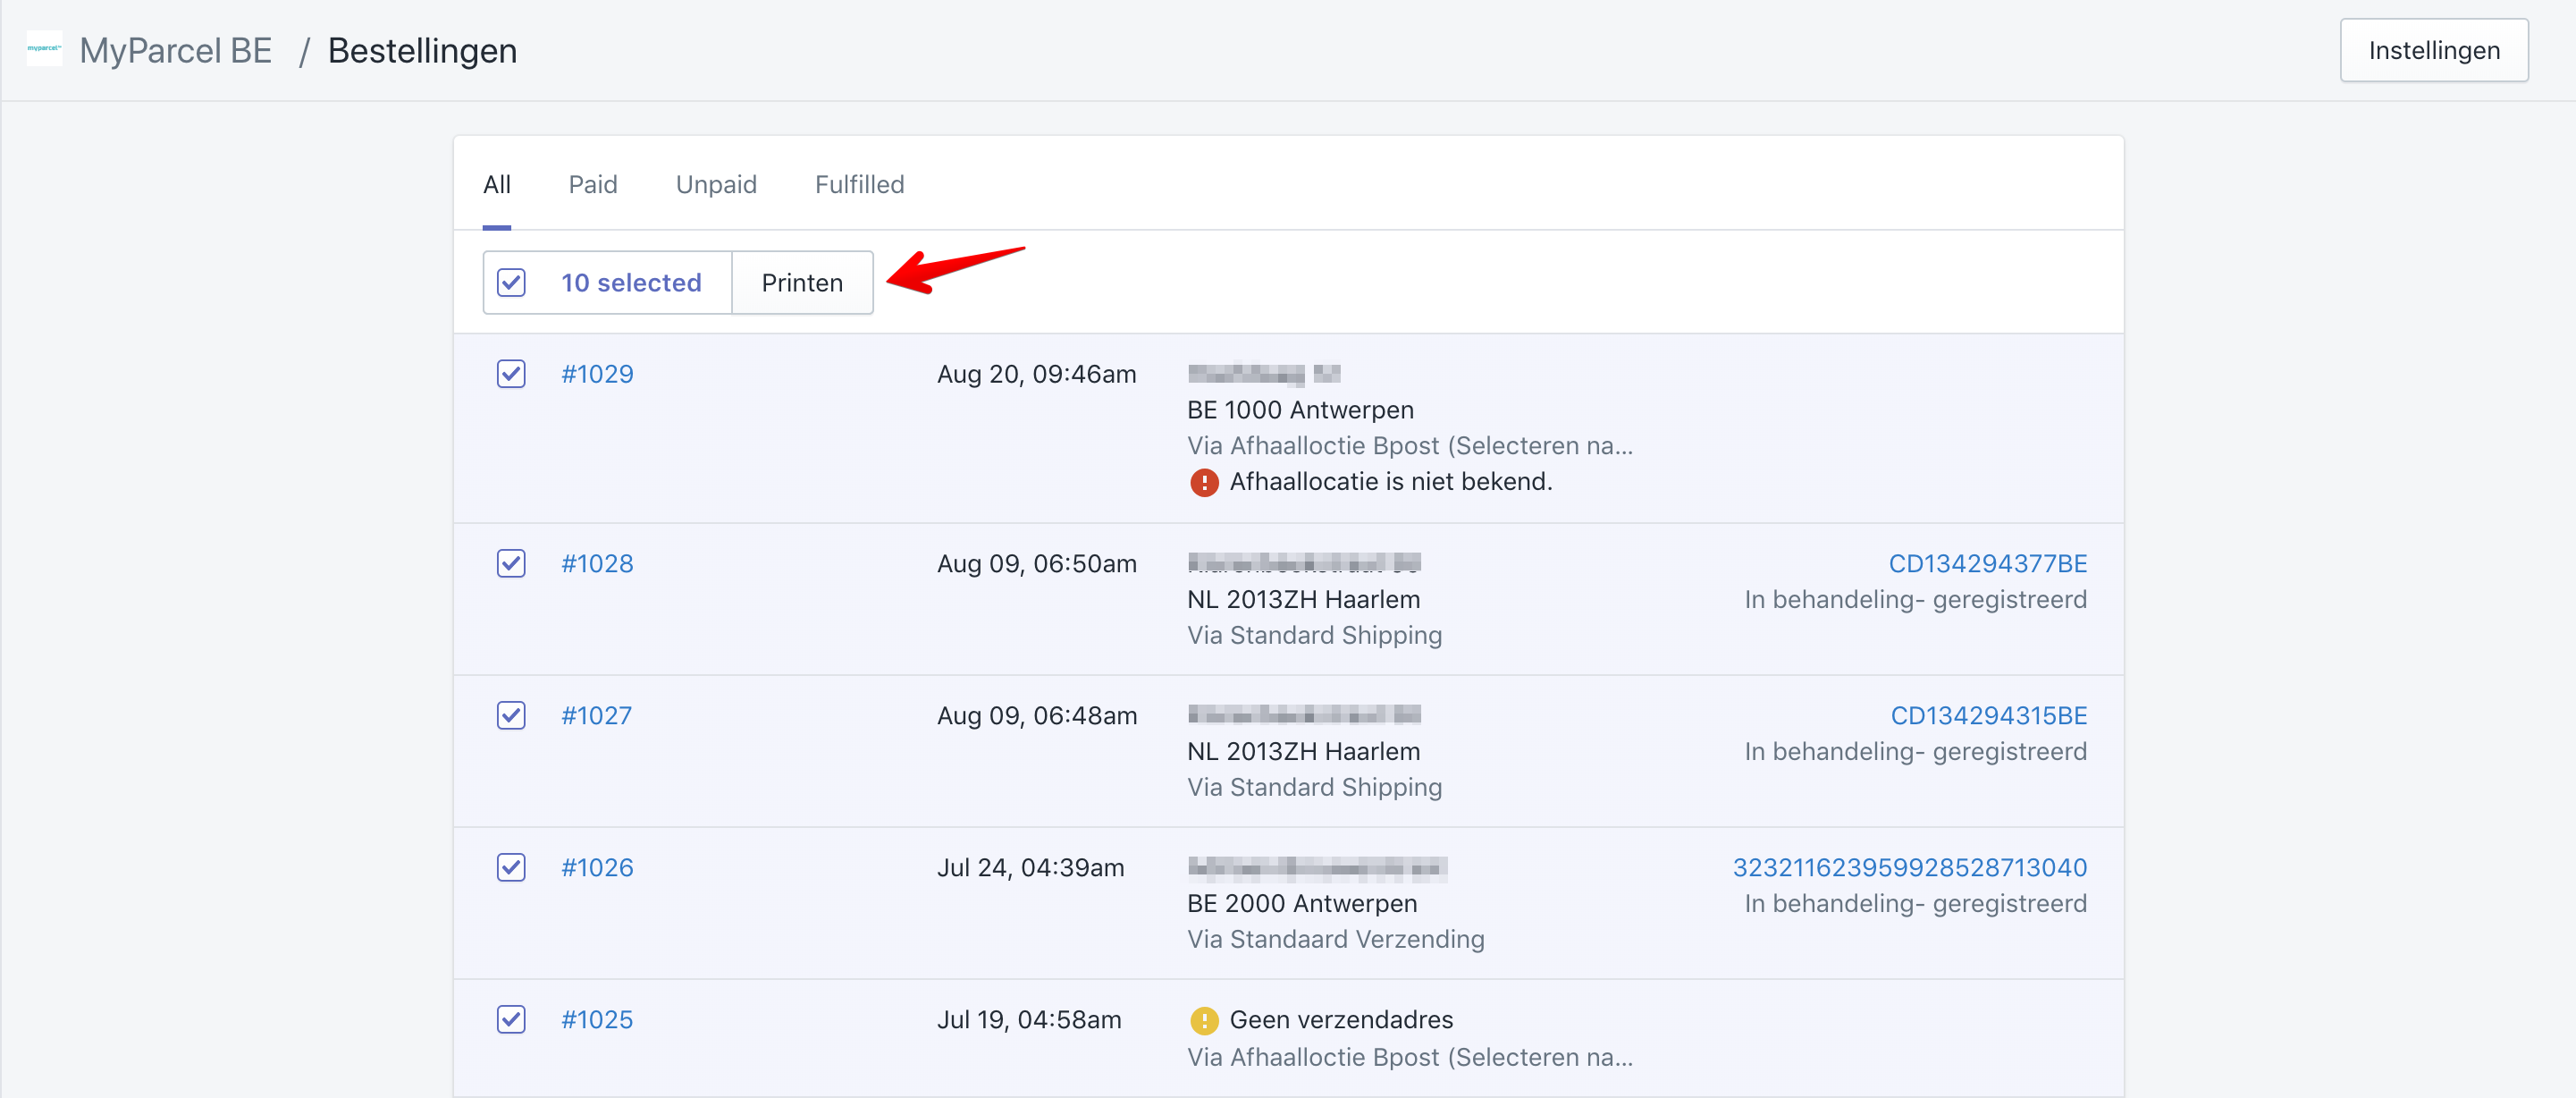 myparcel
MyParcel BE / Bestellingen
Instellingen
All Paid Unpaid Fulfilled
10 selected Printen
#1029 Aug 20, 09:46am
BE 1000 Antwerpen
Via Afhaalloctie Bpost (Selecteren na...
Afhaallocatie is niet bekend.
#1028 Aug 09, 06:50am CD134294377BE
NL 2013ZH Haarlem In behandeling- geregistreerd
Via Standard Shipping
#1027 Aug 09, 06:48am CD134294315BE
NL 2013ZH Haarlem In behandeling- geregistreerd
Via Standard Shipping
#1026 Jul 24, 04:39am 323211623959928528713040
BE 2000 Antwerpen In behandeling- geregistreerd
Via Standaard Verzending
#1025 Jul 19, 04:58am Geen verzendadres
Via Afhaalloctie Bpost (Selecteren na...